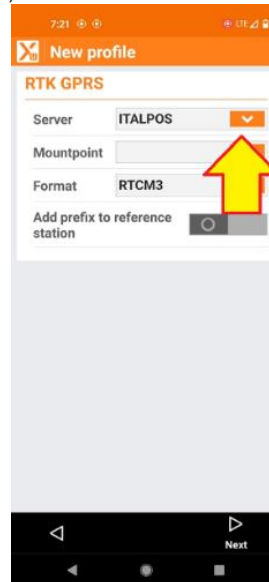 7:21
LTE
New profile
RTK GPRS
Server ITALPOS
Mountpoint
Format RTCM3
Add prefix to reference
station
Next